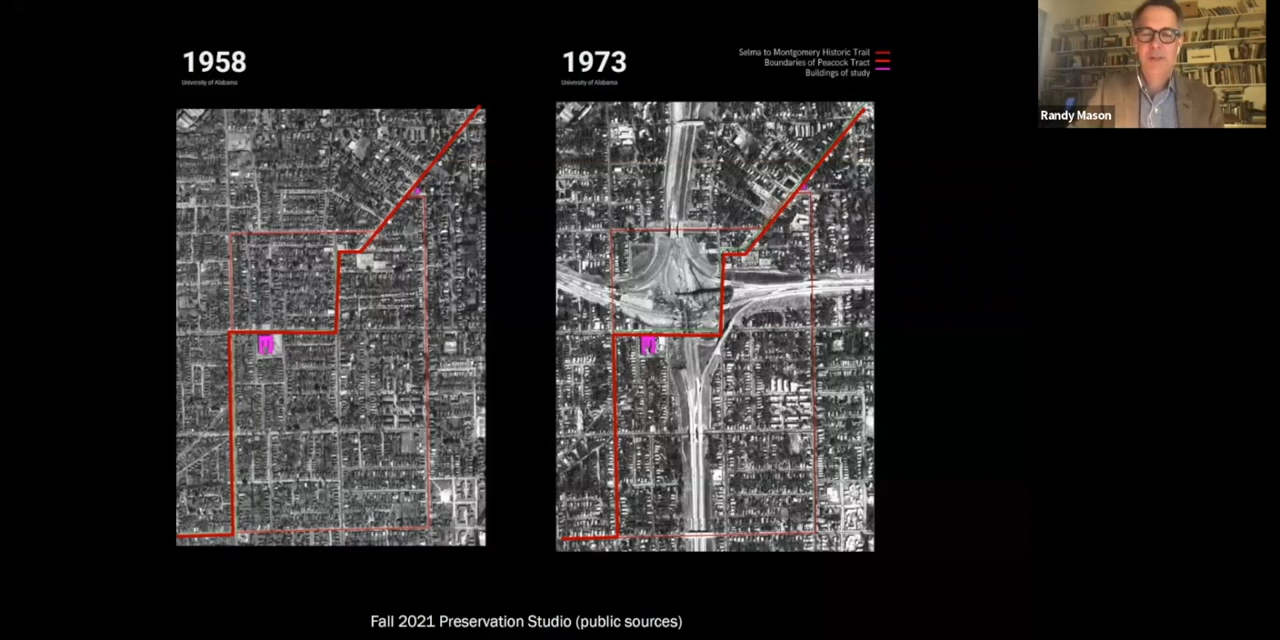 1958
University of Alabama
1973
University of Alabama
Selma to Montgomery Historic Trail
Boundaries of Peacock Tract
Buildings of study
Randy Mason
Fall 2021 Preservation Studio (public sources)